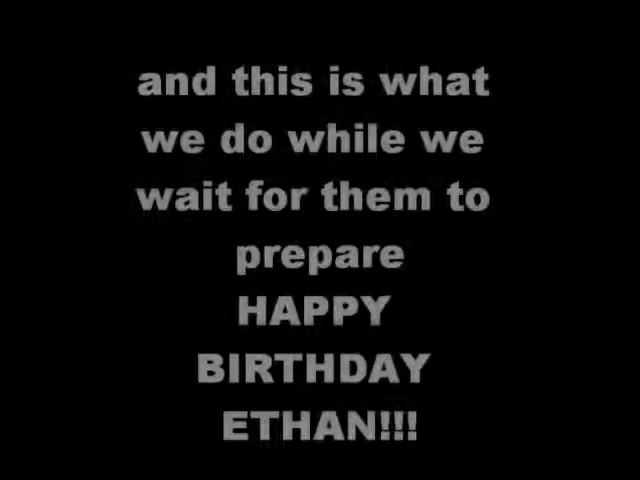 and this is what
we do while we
wait for them to
prepare
HAPPY
BIRTHDAY
ETHAN!!!